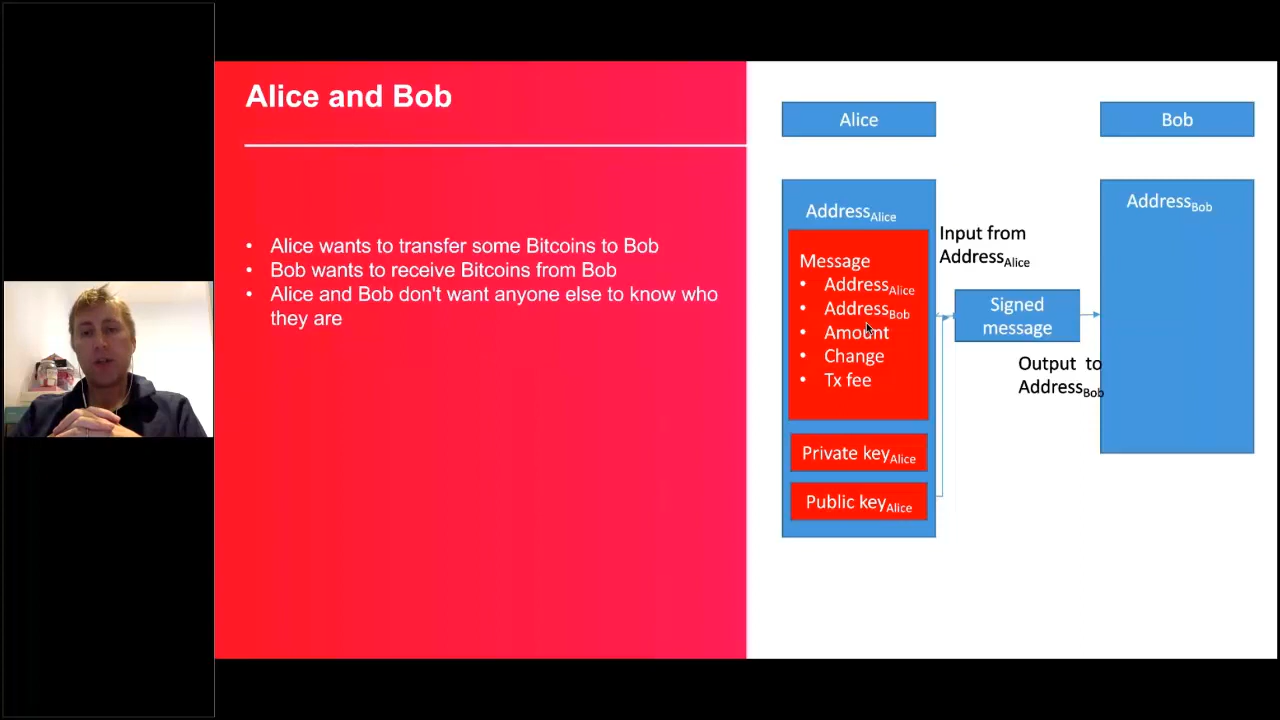 Alice and Bob
• Alice wants to transfer some Bitcoins to Bob
• Bob wants to receive Bitcoins from Bob
• Alice and Bob don't want anyone else to know who
they are
Alice
Bob
AddressAlice
Message
• AddressAlice
• AddressBob
• Amount
• Change
• Tx fee
Private keyAlice
Public keyAlice
Input from
AddressAlice
Signed
message
Output to
AddressBob
AddressBob